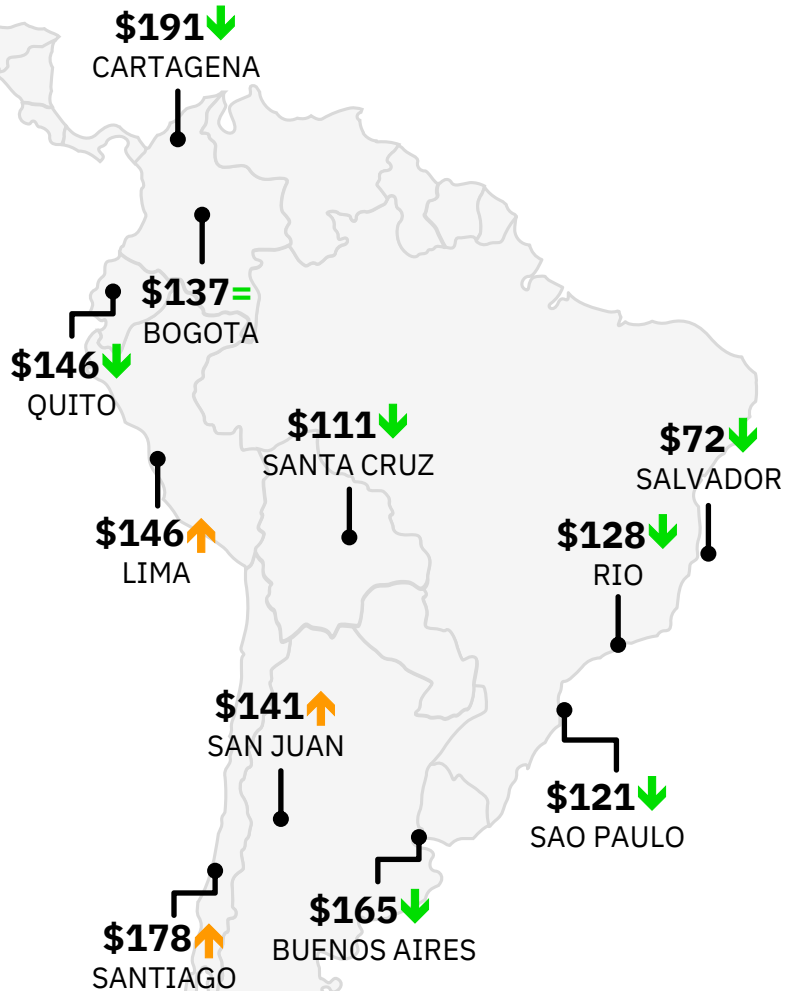 $191
CARTAGENA
$137=
BOGOTA
$146
QUITO
$111
SANTA CRUZ
$72
SALVADOR
$146
LIMA
$128
RIO
$141
SAN JUAN
$121
SAO PAULO
$165
BUENOS AIRES
$178
SANTIAGO